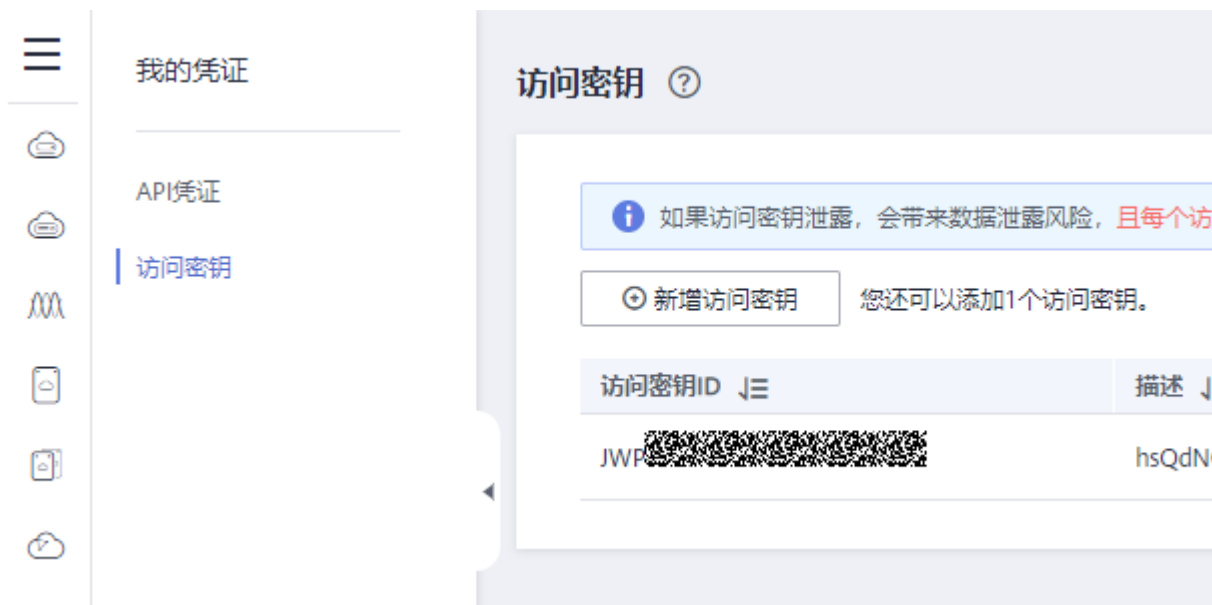 我的凭证
API凭证
访问密钥
访问密钥
如果访问密钥泄露，会带来数据泄露风险，且每个访
新增访问密钥
您还可以添加1个访问密钥。
访问密钥ID
描述
JWP
hsQdN